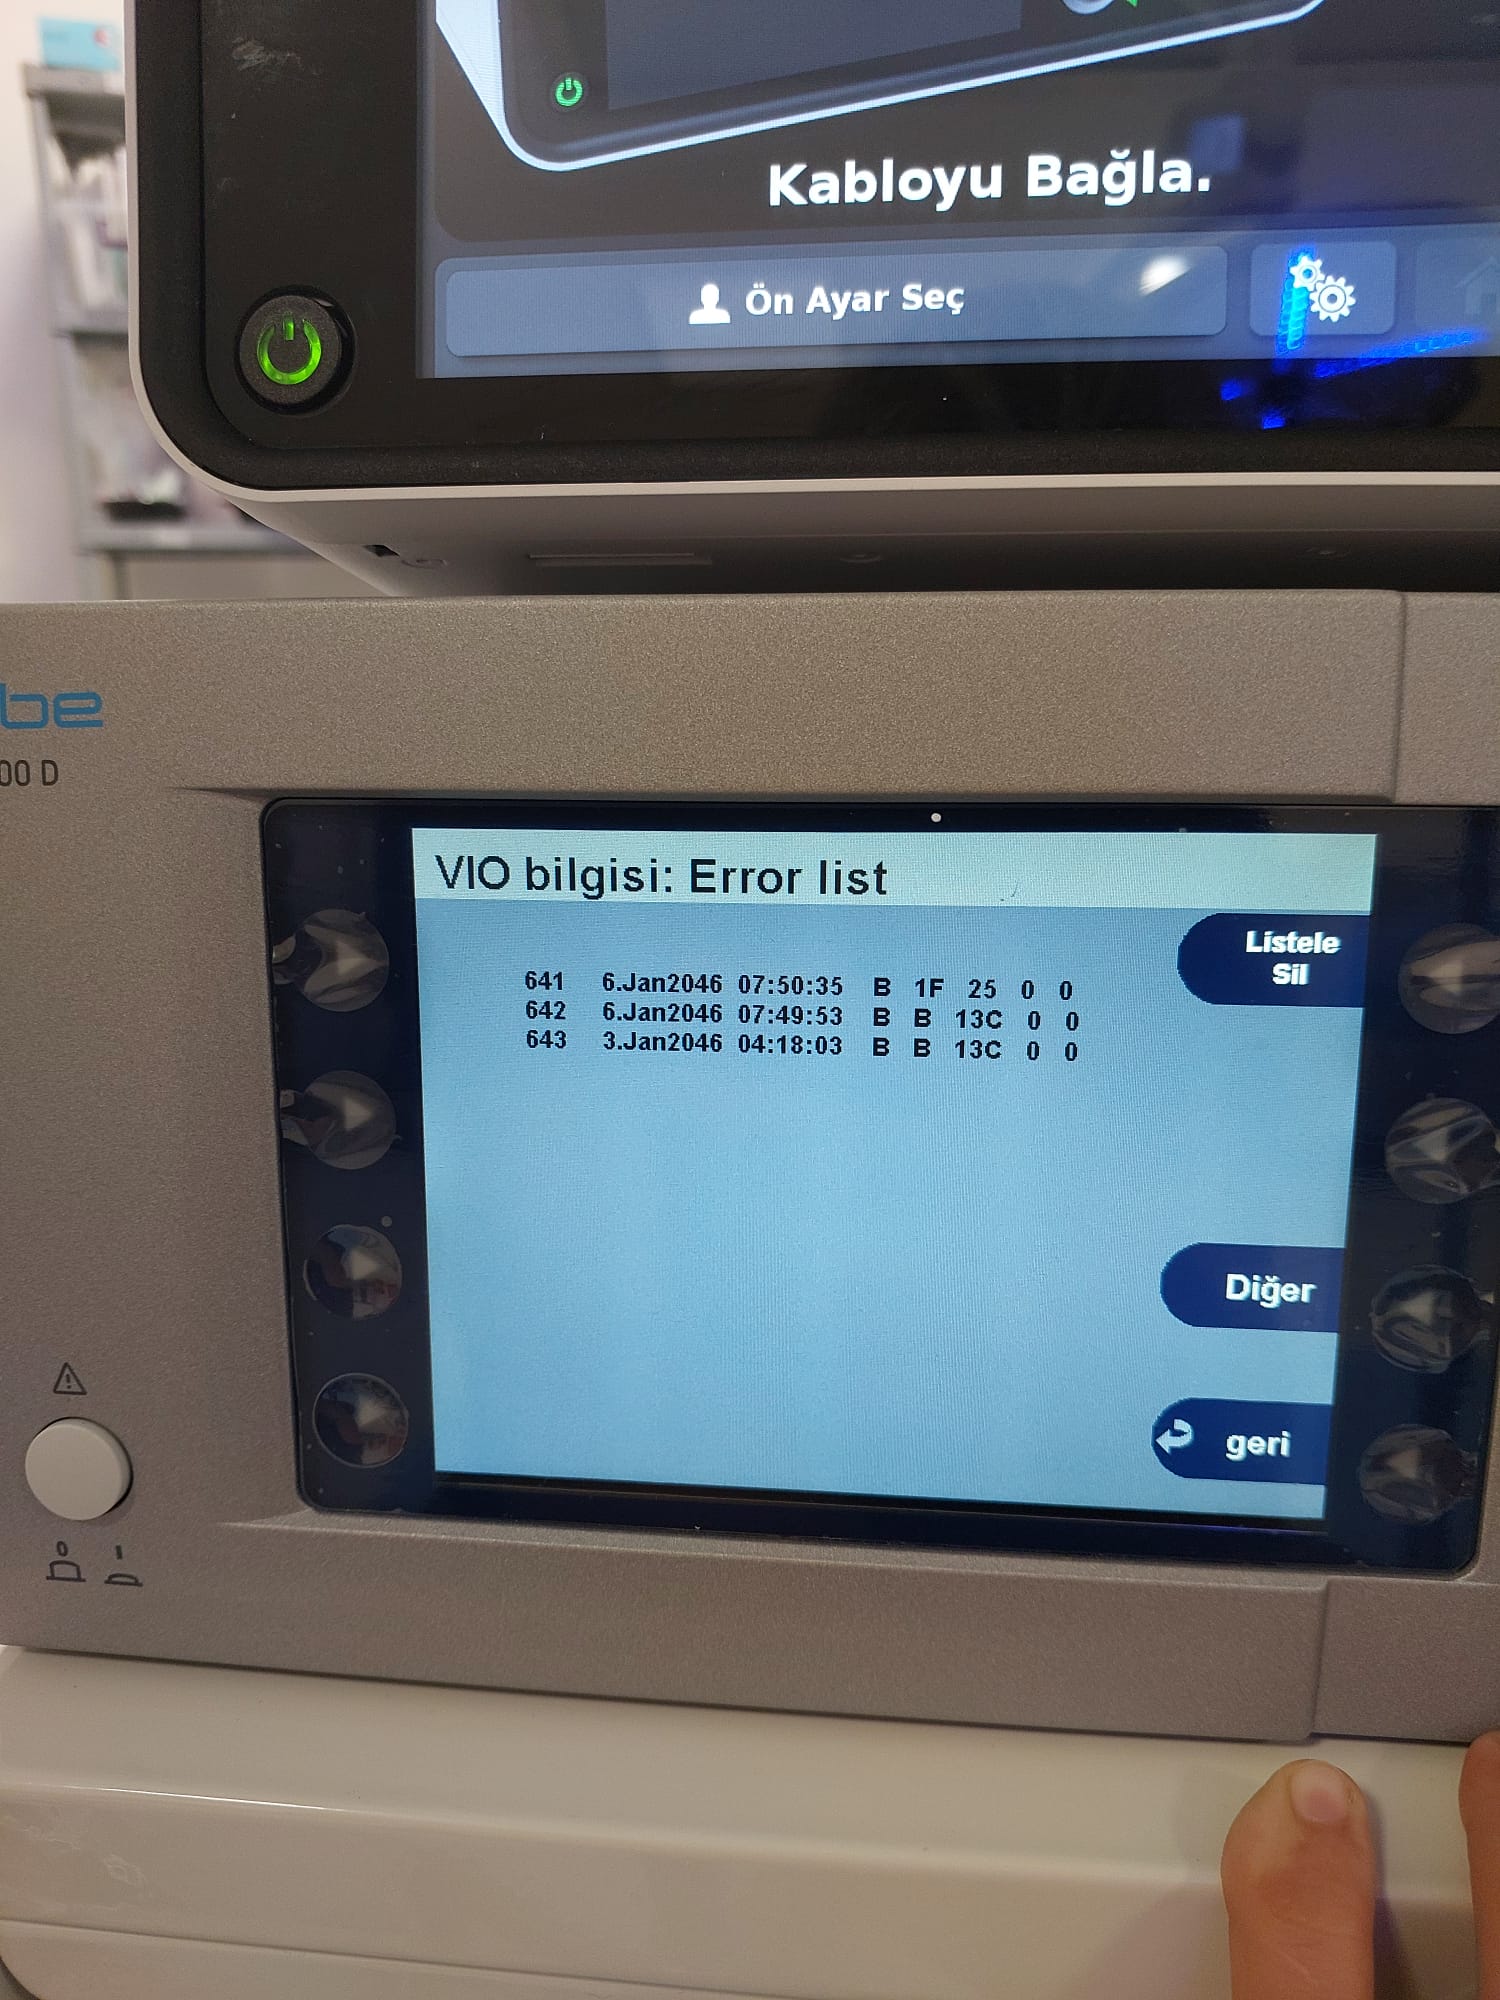 Kabloyu Bağla.
Ön Ayar Seç
be
00 D
VIO bilgisi: Error list
Listele
Sil
641 6.Jan2046 07:50:35 B 1F 25 0 0
642 6.Jan2046 07:49:53 B B 13C 0 0
643 3.Jan2046 04:18:03 B B 13C 0 0
Diğer
geri
0 I